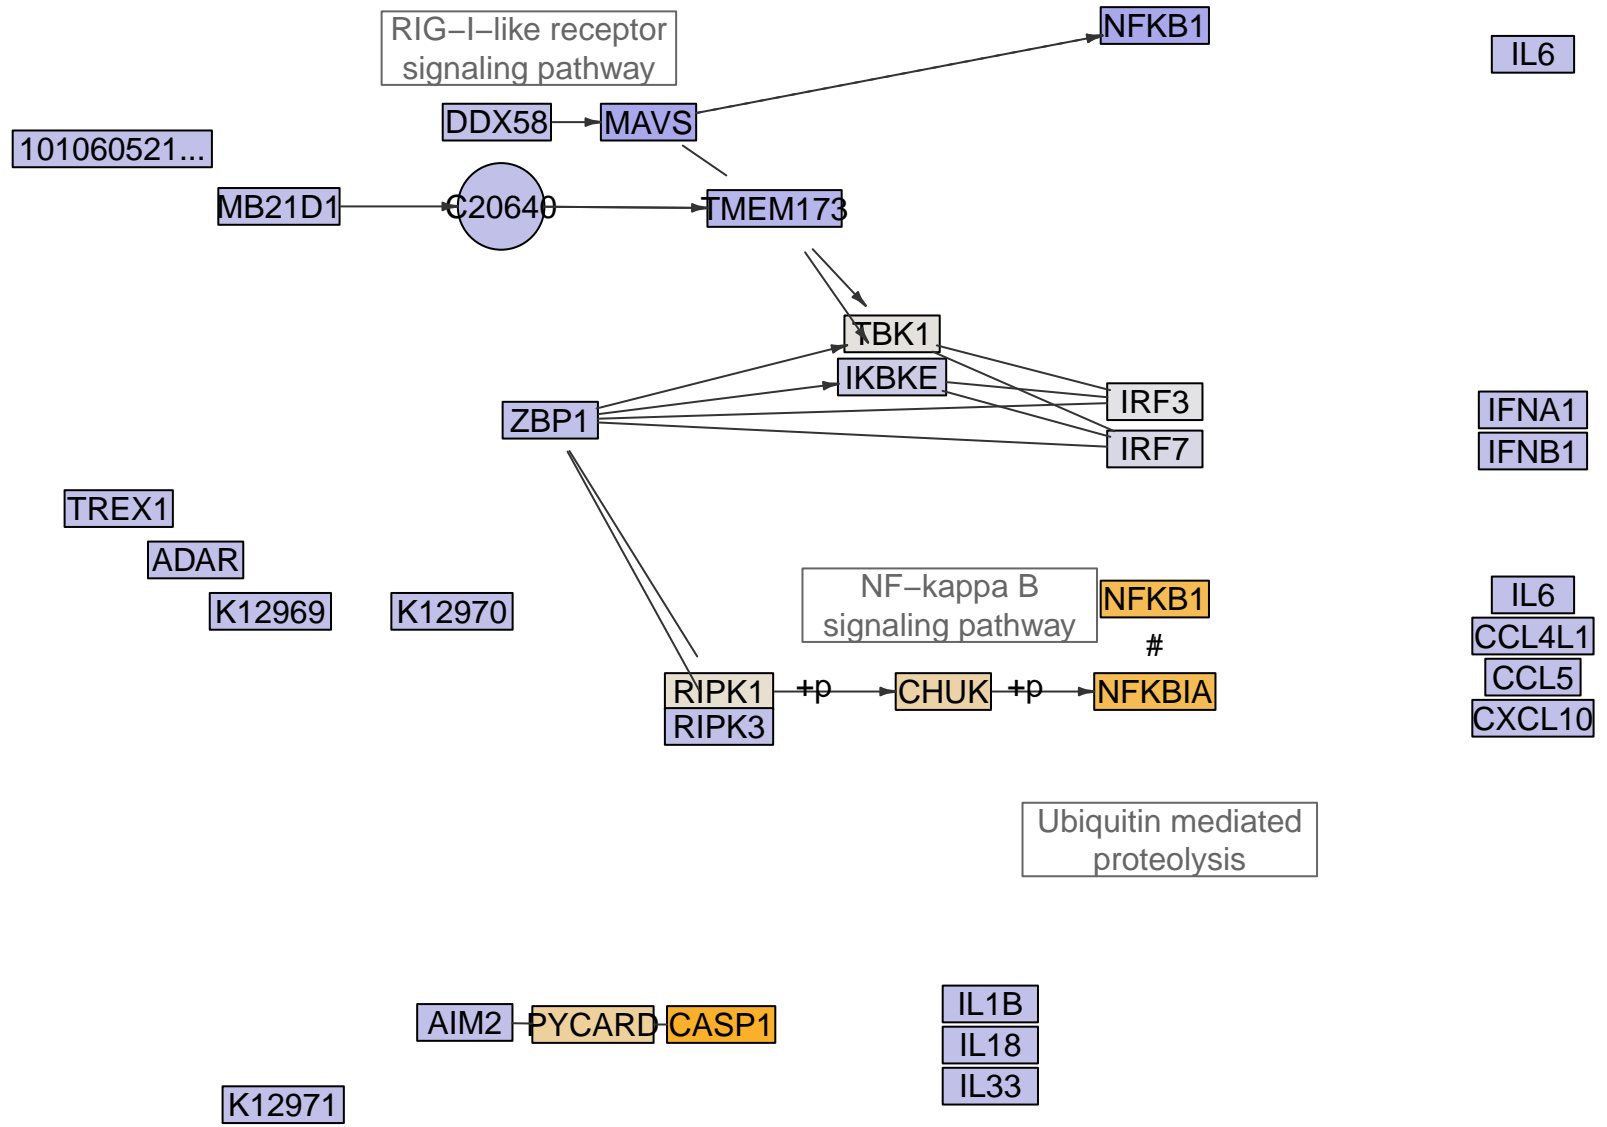 RIG−I−like receptor
signaling pathway
NFKB1
IL6
DDX58
MAVS
101060521...
MB21D1
C20640
TMEM173
TBK1
IKBKE
IRF3
IRF7
ZBP1
IFNA1
IFNB1
TREX1
ADAR
K12969
K12970
NF−kappa B
signaling pathway
NFKB1
#
IL6
CCL4L1
CCL5
CXCL10
RIPK1
+p
CHUK
+p
NFKBIA
RIPK3
Ubiquitin mediated
proteolysis
AIM2
PYCARD
CASP1
IL1B
IL18
IL33
K12971